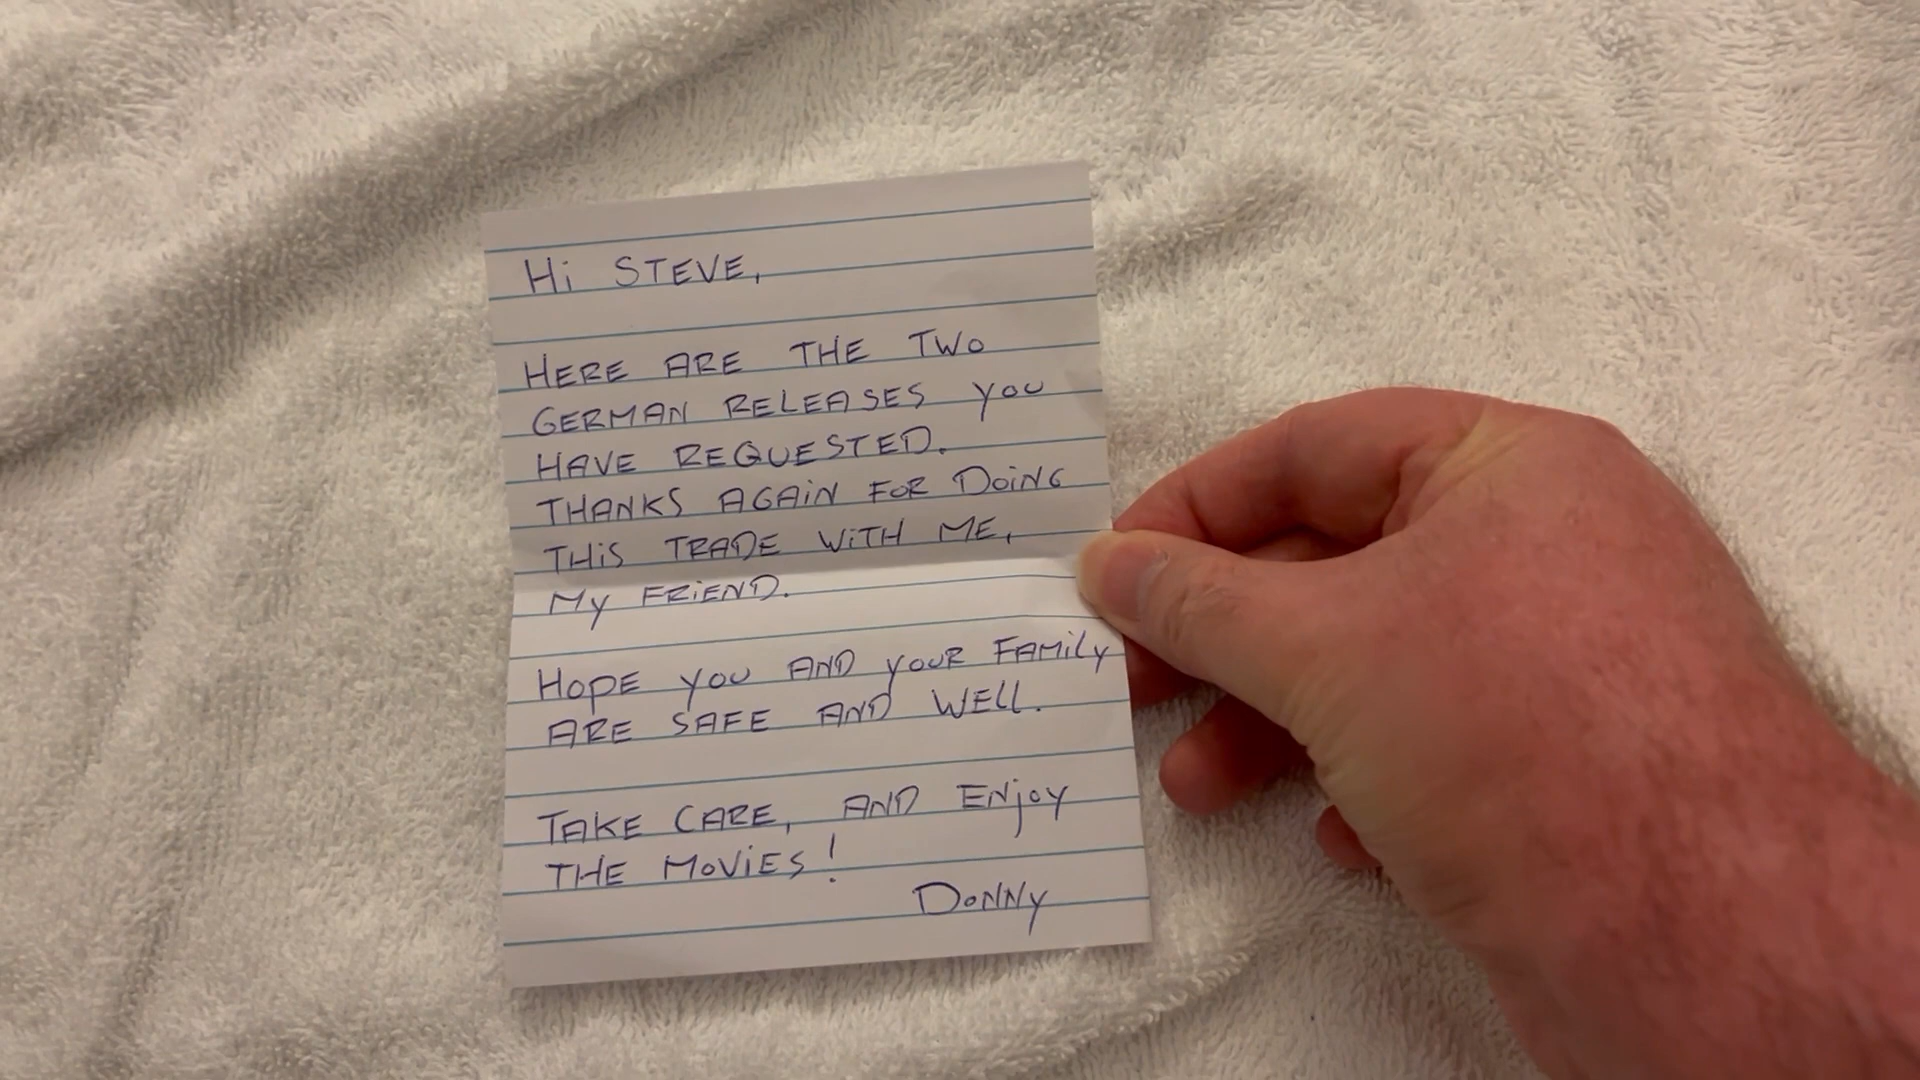 Hi STEVE,
HERE ARE THE TWO
GERMAN RELEASES YOU
HAVE REQUESTED.
THANKS AGAiN FOR DOiNG
THiS TRADE WiTH ME,
MY FRiEND.
HOPE YOU AND YOUR FAMiLY
ARE SAFE AND WELL.
TAKE CARE, AND ENjOY
THE MOViES!
DONNY